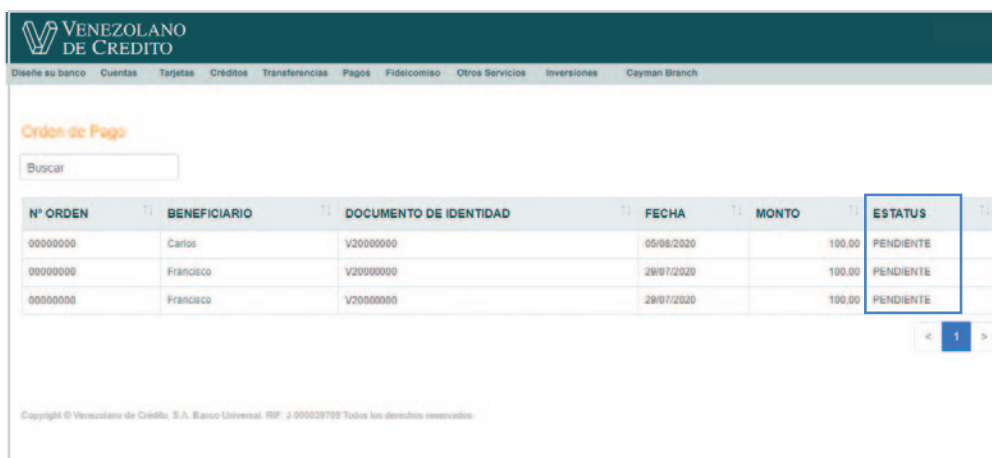 VENEZOLANO
DE CREDITO
Diseñe su banco Cuentas Tarjetas Créditos Transferencias Pagos Fideicomiso Otros Servicios Inversiones Cayman Branch
Orden de Pago
Buscar
N° ORDEN BENEFICIARIO DOCUMENTO DE IDENTIDAD FECHA MONTO ESTATUS
00000000 Carlos V20000000 05/08/2020 100,00 PENDIENTE
00000000 Francisco V20000000 29/07/2020 100,00 PENDIENTE
00000000 Francisco V20000000 29/07/2020 100,00 PENDIENTE
< 1 >
Copyright © Venezolano de Crédito, S.A. Banco Universal. RIF: J-000029709 Todos los derechos reservados.